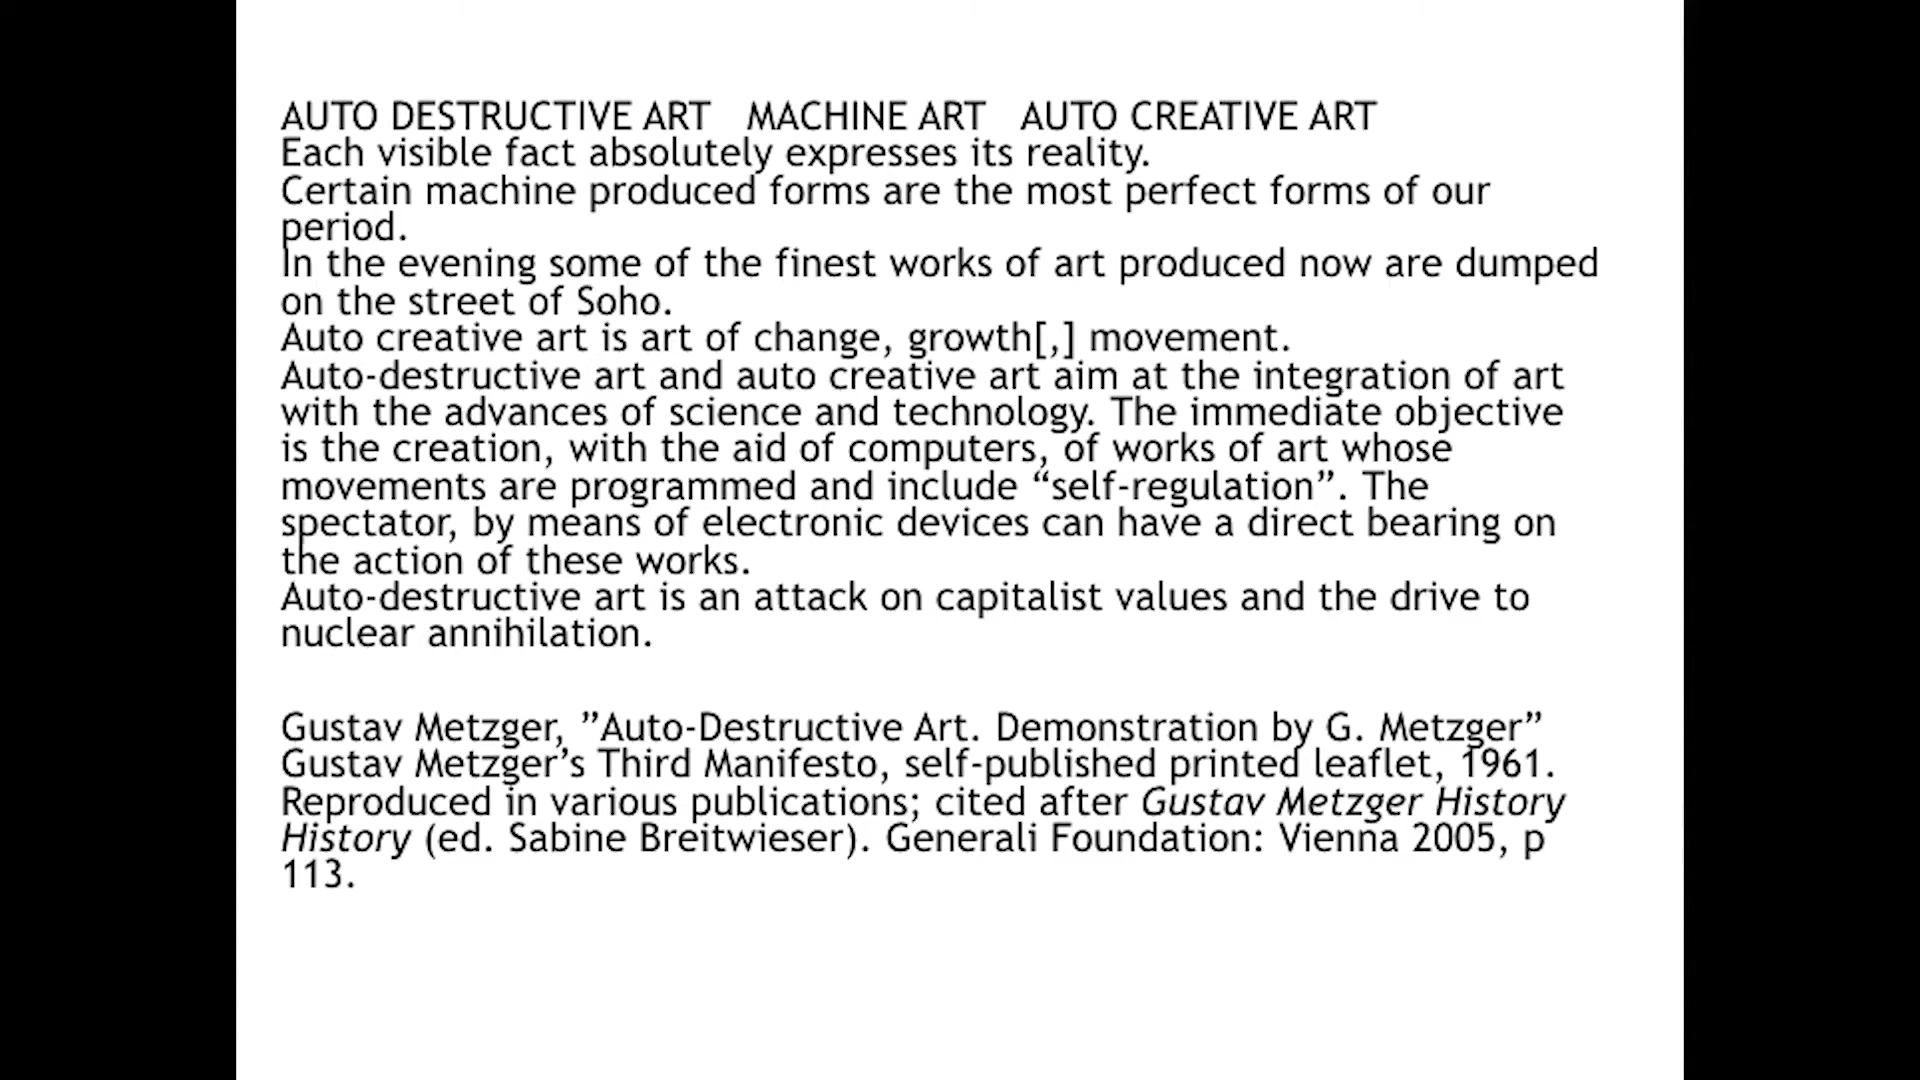 AUTO DESTRUCTIVE ART MACHINE ART AUTO CREATIVE ART
Each visible fact absolutely expresses its reality.
Certain machine produced forms are the most perfect forms of our
period.
In the evening some of the finest works of art produced now are dumped
on the street of Soho.
Auto creative art is art of change, growth[,] movement.
Auto-destructive art and auto creative art aim at the integration of art
with the advances of science and technology. The immediate objective
is the creation, with the aid of computers, of works of art whose
movements are programmed and include “self-regulation”. The
spectator, by means of electronic devices can have a direct bearing on
the action of these works.
Auto-destructive art is an attack on capitalist values and the drive to
nuclear annihilation.
Gustav Metzger, ”Auto-Destructive Art. Demonstration by G. Metzger”
Gustav Metzger’s Third Manifesto, self-published printed leaflet, 1961.
Reproduced in various publications; cited after Gustav Metzger History
History (ed. Sabine Breitwieser). Generali Foundation: Vienna 2005, p
113.